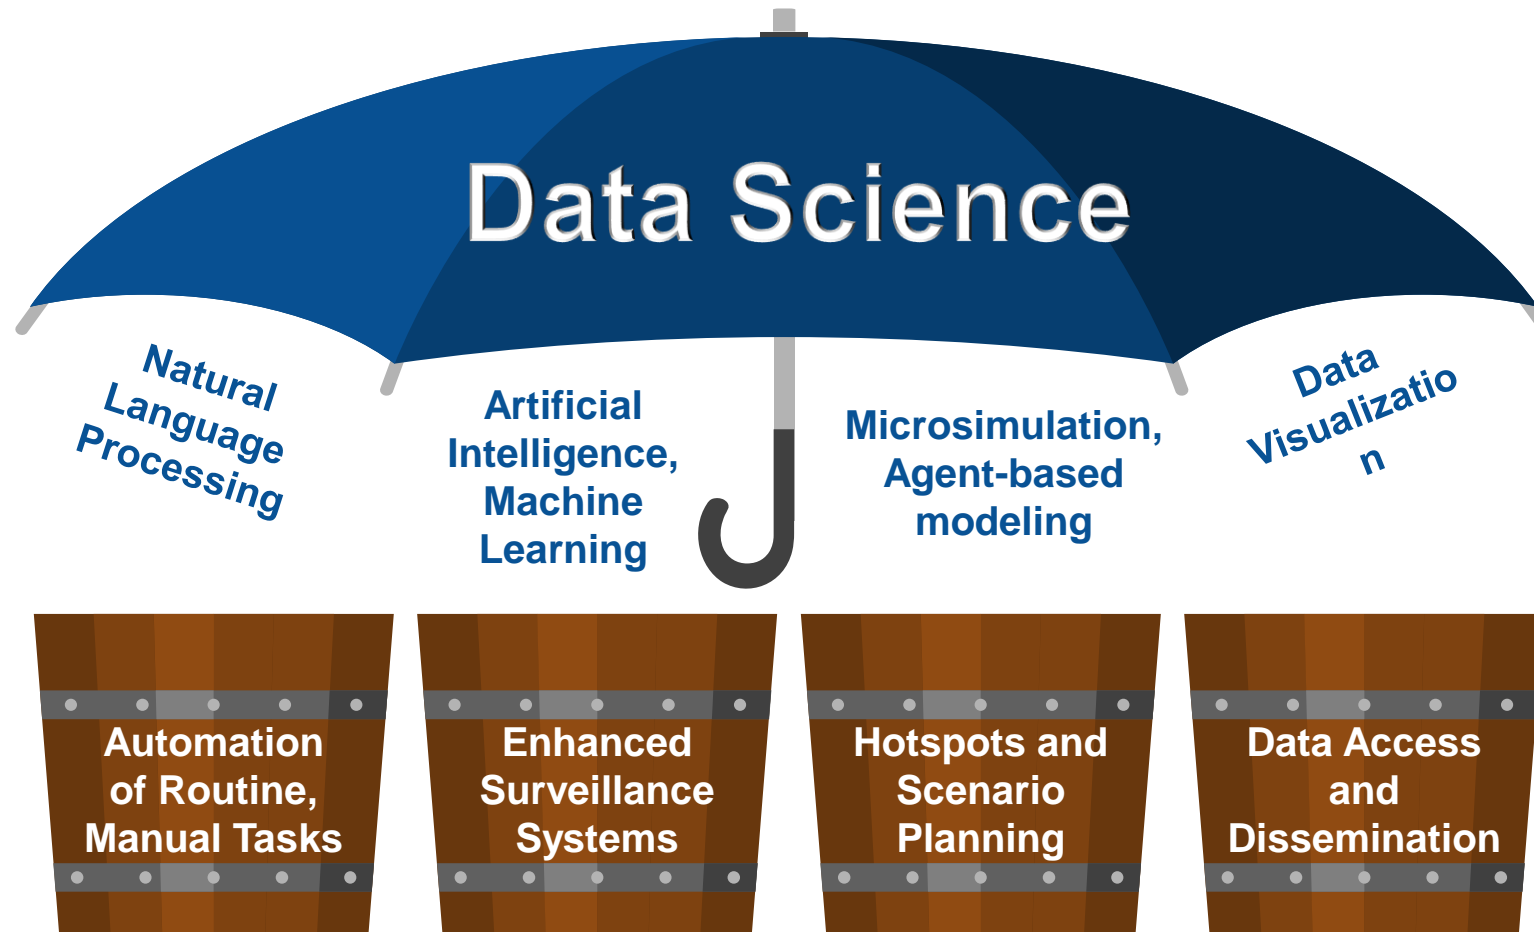 Data Science
Natural
Language
Processing
Artificial
Intelligence,
Machine
Learning
Microsimulation,
Agent-based
modeling
Data
Visualizatio
n
Automation
of Routine,
Manual Tasks
Enhanced
Surveillance
Systems
Hotspots and
Scenario
Planning
Data Access
and
Dissemination